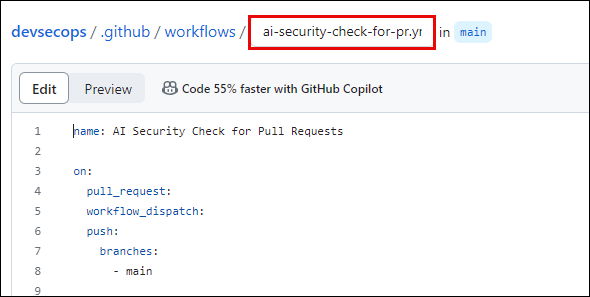 devsecops / .github / workflows / ai-security-check-for-pr.yr in main
Edit Preview Code 55% faster with GitHub Copilot
1 name: AI Security Check for Pull Requests
2
3 on:
4 pull_request:
5 workflow_dispatch:
6 push:
7 branches:
8 - main